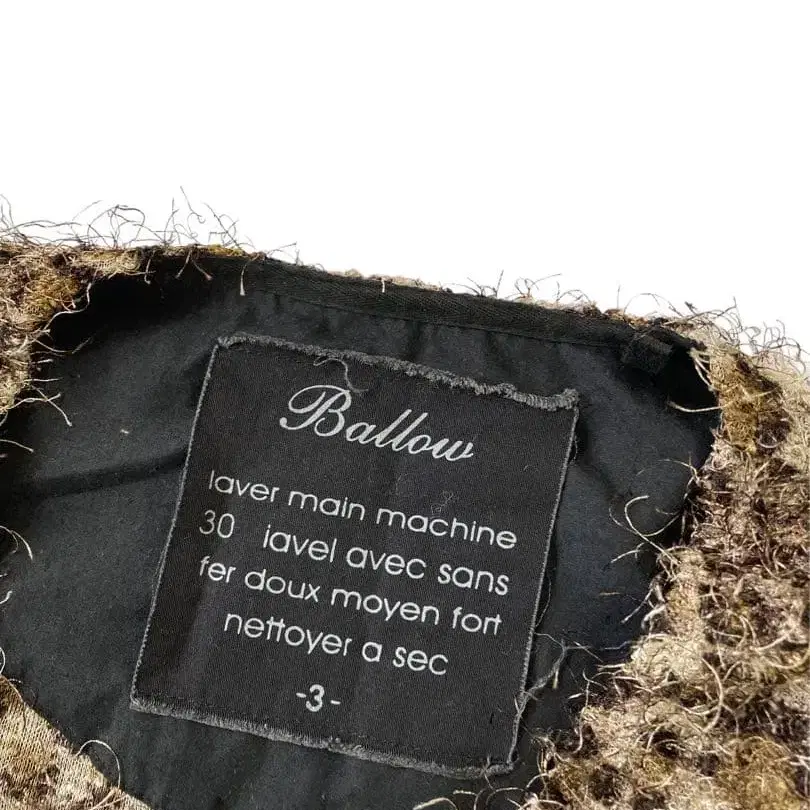 Ballow
laver main machine
30 iavel avec sans
fer doux moyen fort
nettoyer a sec
-3-